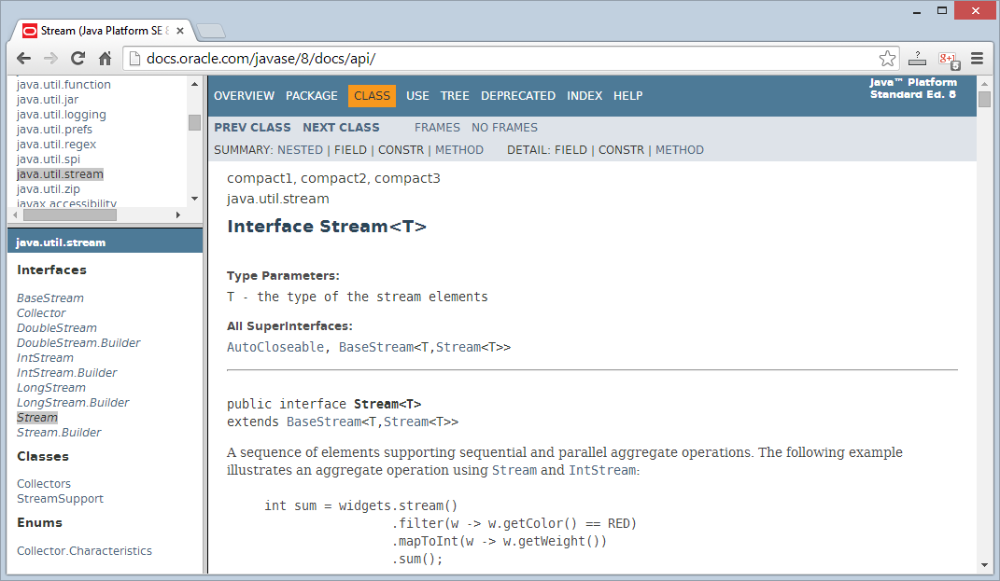 Stream (Java Platform SE 8
docs.oracle.com/javase/8/docs/api/
java.util.function
java.util.jar
java.util.logging
java.util.prefs
java.util.regex
java.util.spi
java.util.stream
java.util.zip
javax.accessibility
java.util.stream
Interfaces
BaseStream
Collector
DoubleStream
DoubleStream.Builder
IntStream
IntStream.Builder
LongStream
LongStream.Builder
Stream
Stream.Builder
Classes
Collectors
StreamSupport
Enums
Collector.Characteristics
OVERVIEW PACKAGE CLASS USE TREE DEPRECATED INDEX HELP
Java™ Platform
Standard Ed. 8
PREV CLASS NEXT CLASS FRAMES NO FRAMES
SUMMARY: NESTED | FIELD | CONSTR | METHOD DETAIL: FIELD | CONSTR | METHOD
compact1, compact2, compact3
java.util.stream
Interface Stream<T>
Type Parameters:
T - the type of the stream elements
All Superinterfaces:
AutoCloseable, BaseStream<T,Stream<T>>
public interface Stream<T>
extends BaseStream<T,Stream<T>>
A sequence of elements supporting sequential and parallel aggregate operations. The following example
illustrates an aggregate operation using Stream and IntStream:
int sum = widgets.stream()
.filter(w -> w.getColor() == RED)
.mapToInt(w -> w.getWeight())
.sum();